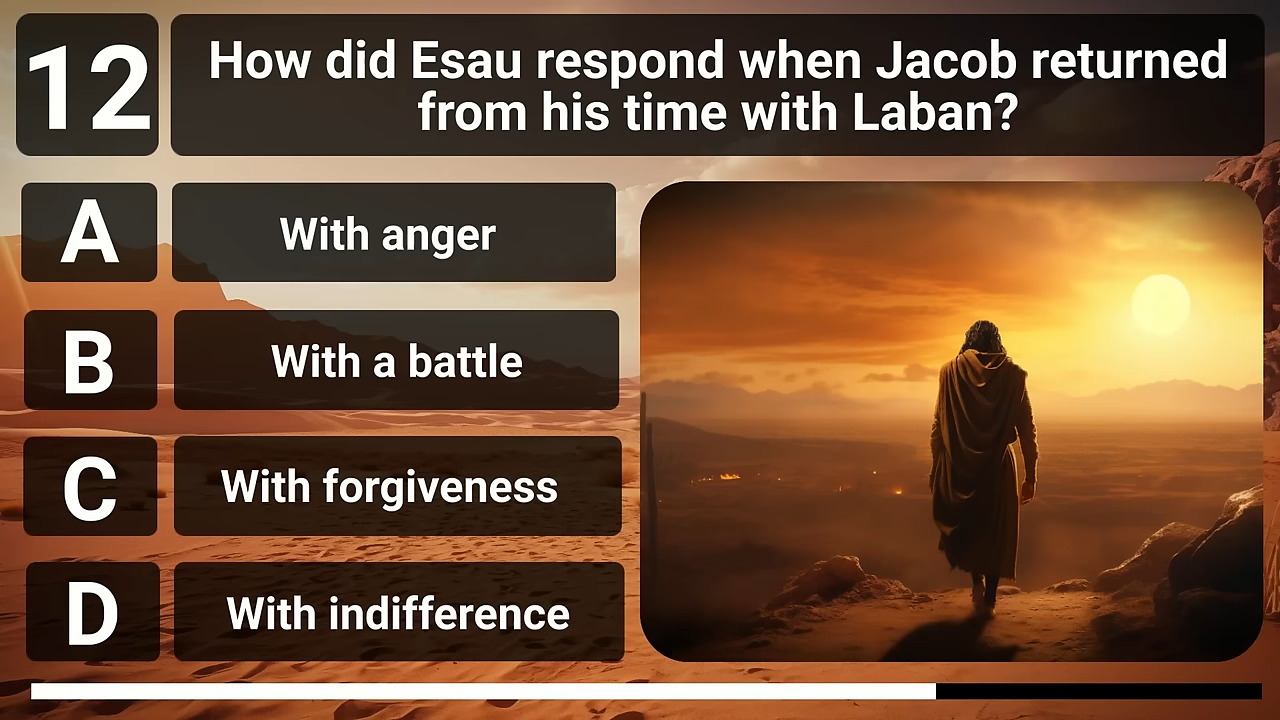 12
How did Esau respond when Jacob returned
from his time with Laban?
A
With anger
B
With a battle
C
With forgiveness
D
With indifference